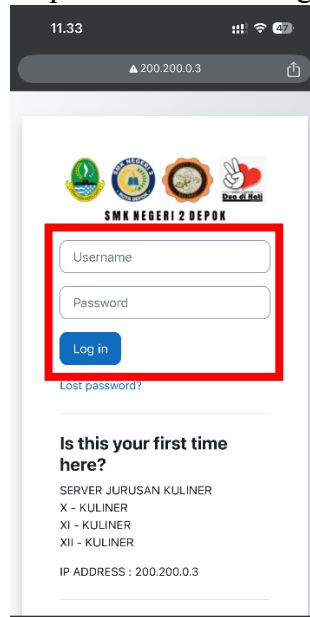 11.33
47
200.200.0.3
Dua di Hati
SMK NEGERI 2 DEPOK
Username
Password
Log in
Lost password?
Is this your first time
here?
SERVER JURUSAN KULINER
X - KULINER
XI - KULINER
XII - KULINER
IP ADDRESS : 200.200.0.3